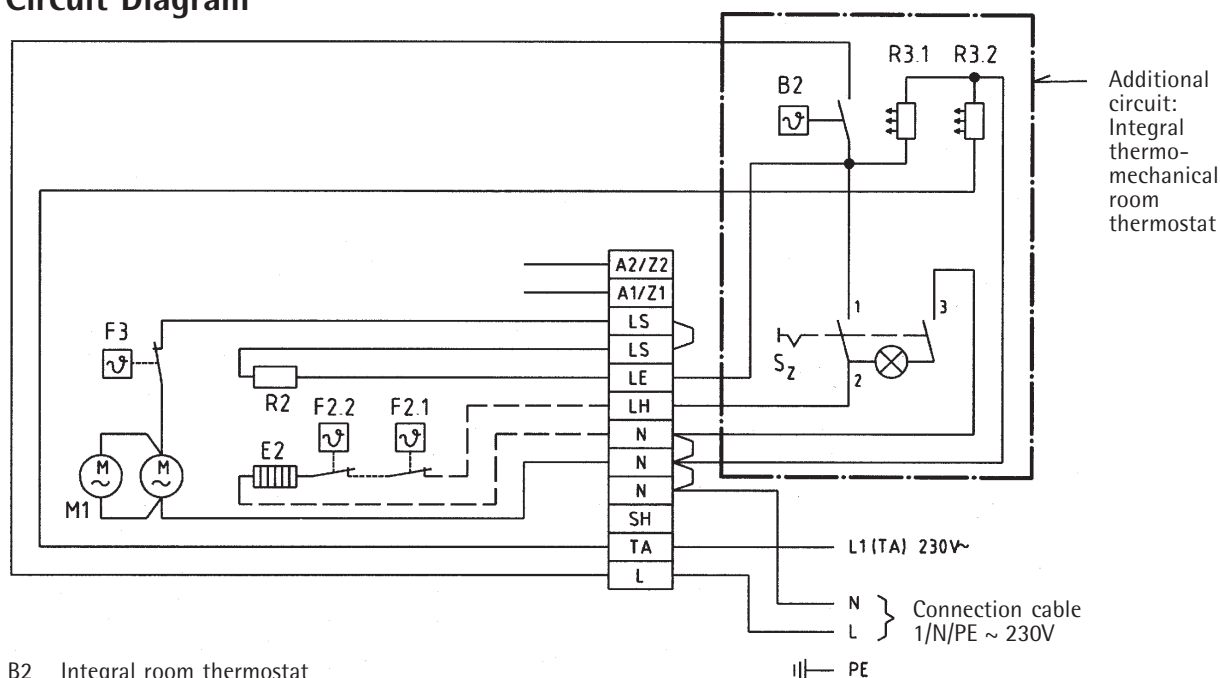 Circuit Diagram
R3.1 R3.2
B2
ϑ
Additional
circuit:
Integral
thermo-
mechanical
room
thermostat
A2/Z2
A1/Z1
LS
LS
LE
LH
N
N
N
SH
TA
L
F3
ϑ
R2
F2.2 F2.1
ϑ ϑ
E2
M ~
M ~
M1
1
3
SZ
2
L1(TA) 230V~
N
L
Connection cable
1/N/PE ~ 230V
PE
B2 Integral room thermostat